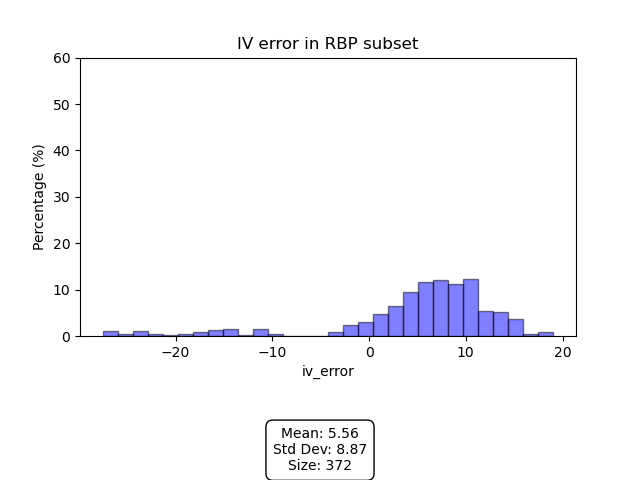 IV error in RBP subset
60
50
40
30
20
10
0
Percentage (%)
−20
−10
0
10
20
iv_error
Mean: 5.56
Std Dev: 8.87
Size: 372